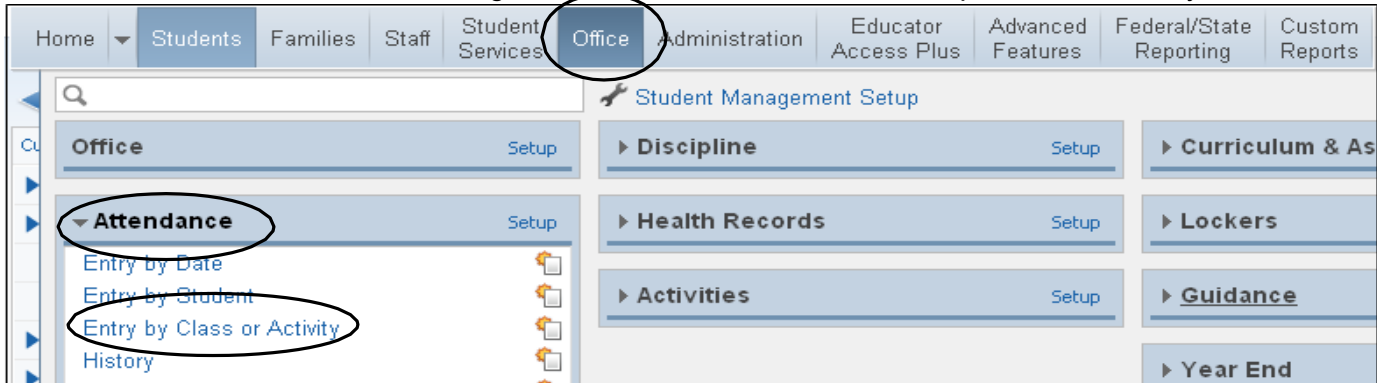 Home Students Families Staff Student Services Office Administration Educator Access Plus Advanced Features Federal/State Reporting Custom Reports
Student Management Setup
Office Setup
Discipline Setup
Curriculum & As
Attendance Setup
Health Records Setup
Lockers
Entry by Date
Entry by Student
Activities Setup
Guidance
Entry by Class or Activity
History
Year End